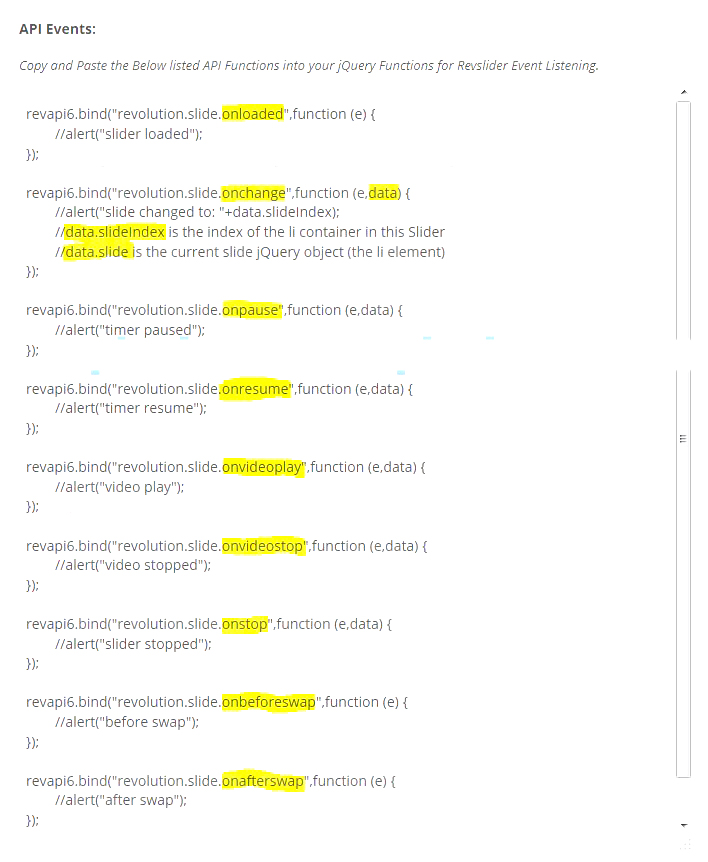 API Events:
Copy and Paste the Below listed API Functions into your jQuery Functions for Revslider Event Listening.
revapi6.bind("revolution.slide.onloaded",function (e) {
//alert("slider loaded");
});
revapi6.bind("revolution.slide.onchange",function (e,data) {
//alert("slide changed to: "+data.slideIndex);
//data.slideIndex is the index of the li container in this Slider
//data.slide is the current slide jQuery object (the li element)
});
revapi6.bind("revolution.slide.onpause",function (e,data) {
//alert("timer paused");
});
revapi6.bind("revolution.slide.onresume",function (e,data) {
//alert("timer resume");
});
revapi6.bind("revolution.slide.onvideoplay",function (e,data) {
//alert("video play");
});
revapi6.bind("revolution.slide.onvideostop",function (e,data) {
//alert("video stopped");
});
revapi6.bind("revolution.slide.onstop",function (e,data) {
//alert("slider stopped");
});
revapi6.bind("revolution.slide.onbeforeswap",function (e) {
//alert("before swap");
});
revapi6.bind("revolution.slide.onafterswap",function (e) {
//alert("after swap");
});